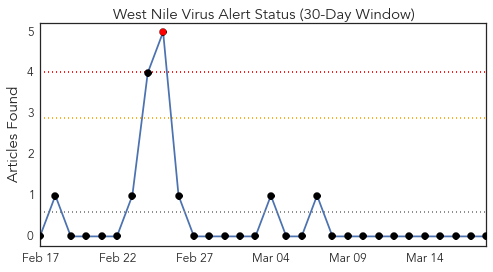 West Nile Virus Alert Status (30-Day Window)
Articles Found
5
4
3
2
1
0
Feb 17 Feb 22 Feb 27 Mar 04 Mar 09 Mar 14